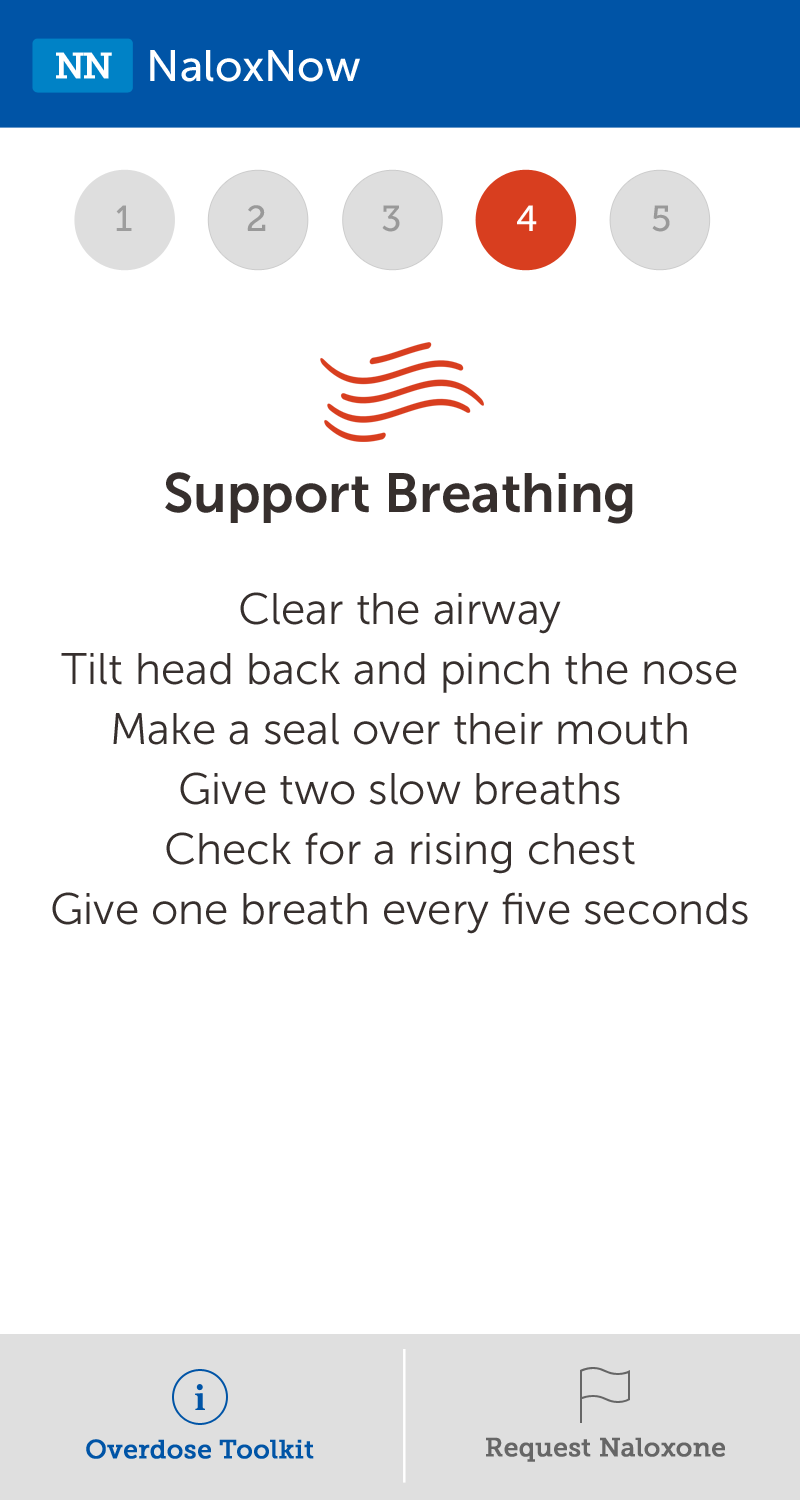 NN NaloxNow
1 2 3 4 5
Support Breathing
Clear the airway
Tilt head back and pinch the nose
Make a seal over their mouth
Give two slow breaths
Check for a rising chest
Give one breath every five seconds
i
Overdose Toolkit
Request Naloxone